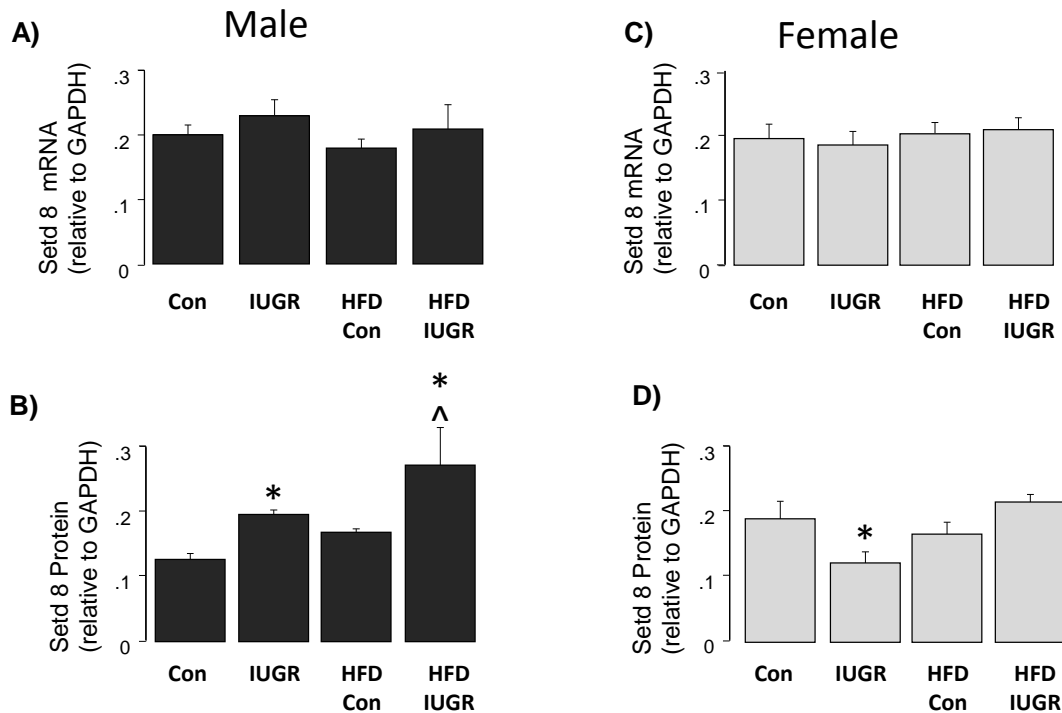 Male
A)
Setd 8 mRNA
(relative to GAPDH)
.3
.2
.1
0
Con
IUGR
HFD
Con
HFD
IUGR
Female
C)
Setd 8 mRNA
(relative to GAPDH)
.3
.2
.1
0
Con
IUGR
HFD
Con
HFD
IUGR
B)
Setd 8 Protein
(relative to GAPDH)
.3
.2
.1
0
*
*
^
Con
IUGR
HFD
Con
HFD
IUGR
D)
Setd 8 Protein
(relative to GAPDH)
.3
.2
.1
0
*
Con
IUGR
HFD
Con
HFD
IUGR